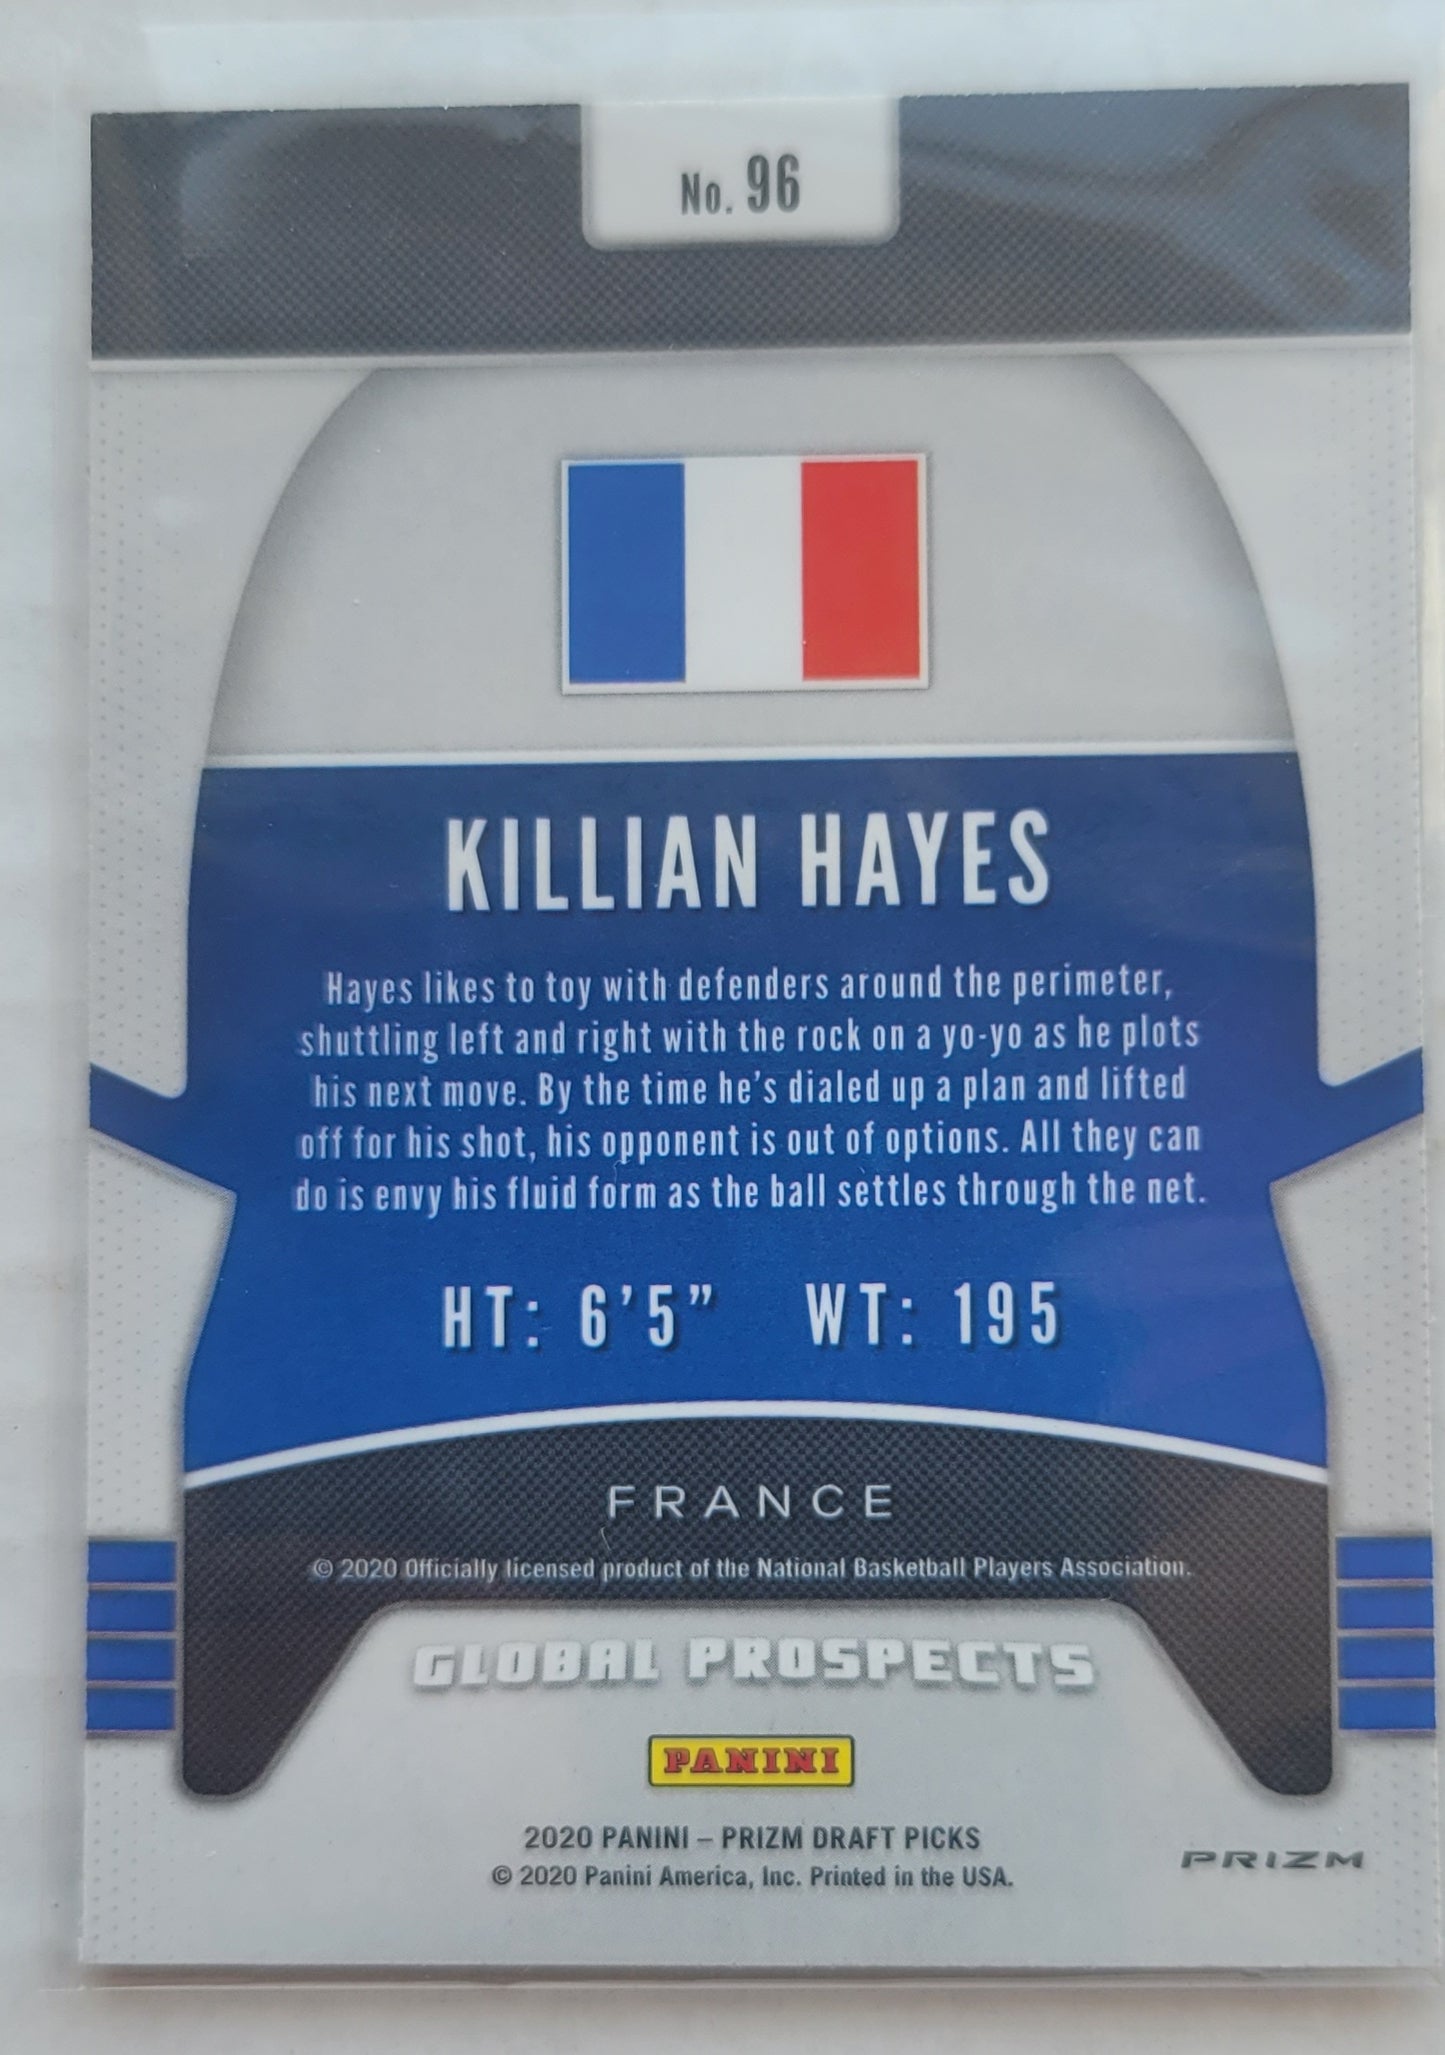 No. 96
KILLIAN HAYES
Hayes likes to toy with defenders around the perimeter,
shuttling left and right with the rock on a yo-yo as he plots
his next move. By the time he's dialed up a plan and lifted
off for his shot, his opponent is out of options. All they can
do is envy his fluid form as the ball settles through the net.
HT: 6'5" WT: 195
FRANCE
© 2020 Officially licensed product of the National Basketball Players Association.
GLOBAL PROSPECTS
PANINI
2020 PANINI – PRIZM DRAFT PICKS
© 2020 Panini America, Inc. Printed in the USA.
PRIZM